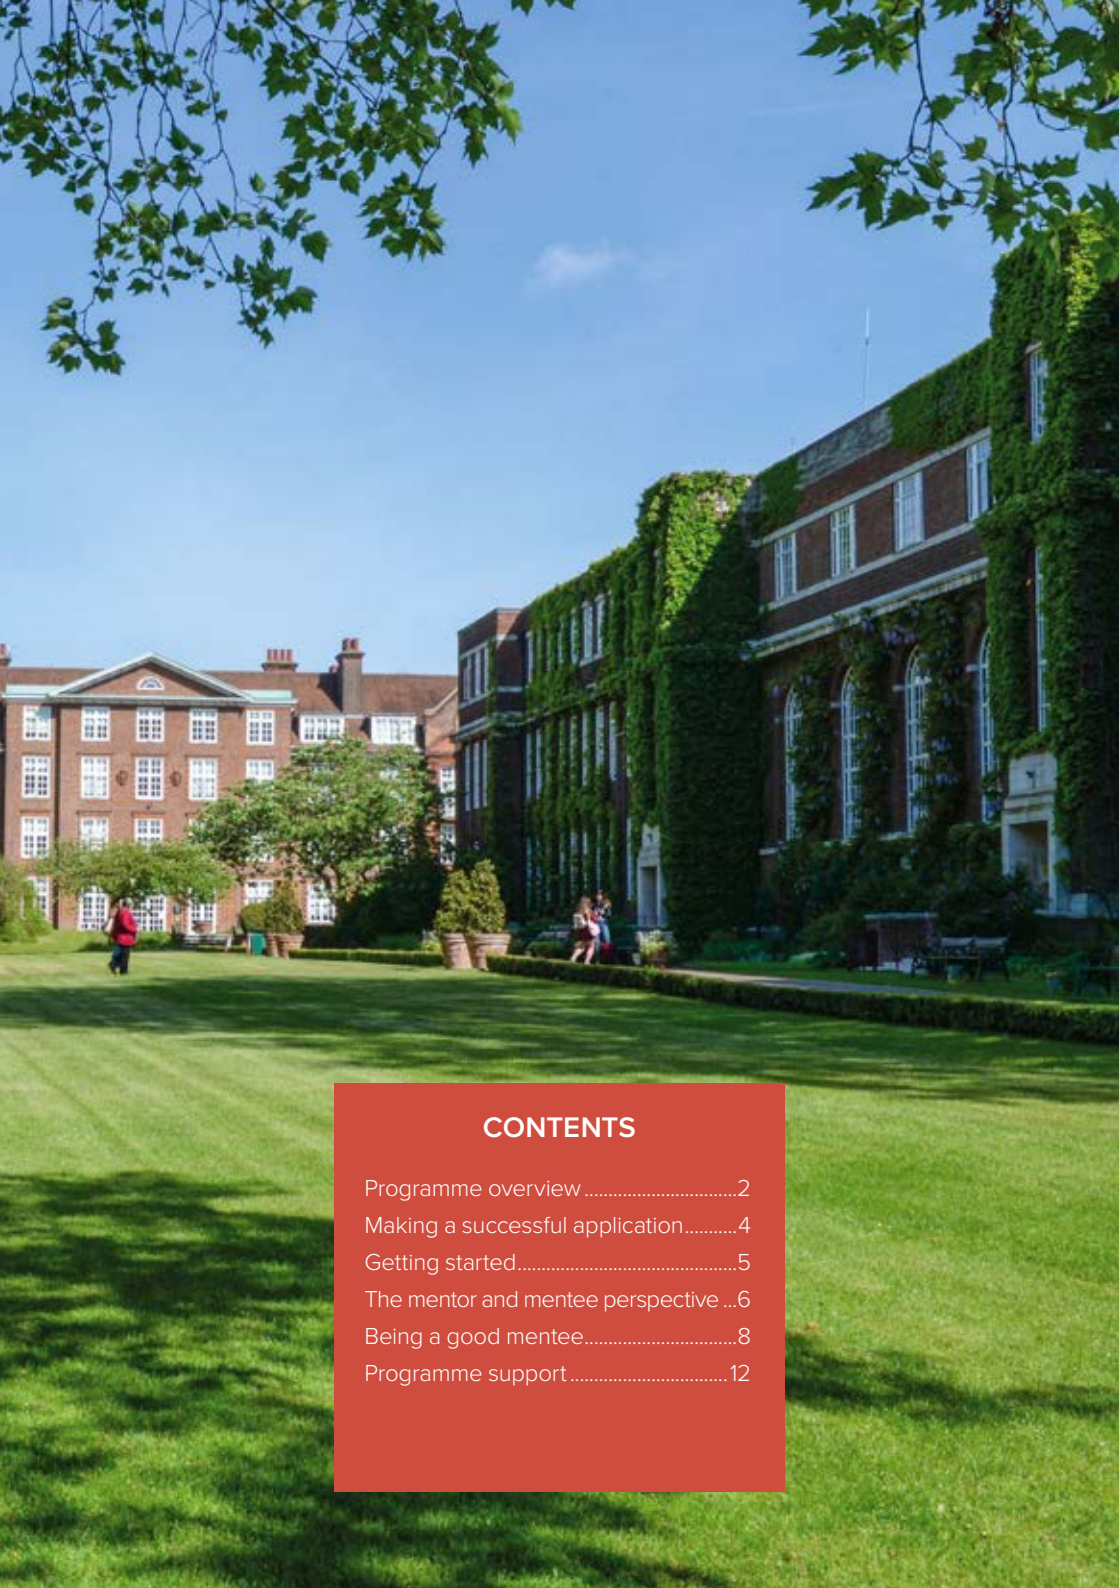 CONTENTS
Programme overview ................................2
Making a successful application...........4
Getting started..............................................5
The mentor and mentee perspective ...6
Being a good mentee................................8
Programme support .................................12